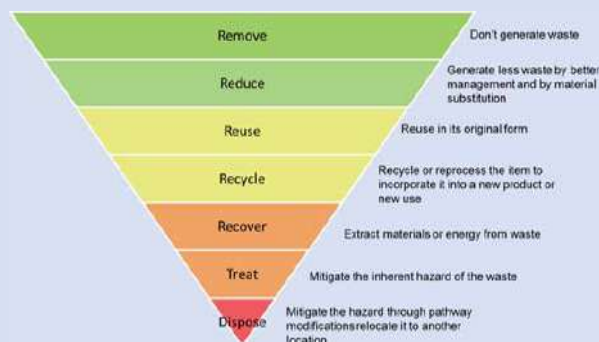 Remove
Don't generate waste
Reduce
Generate less waste by better
management and by material
substitution
Reuse
Reuse in its original form
Recycle
Recycle or reprocess the item to
incorporate it into a new product or
new use
Recover
Extract materials or energy from waste
Treat
Mitigate the inherent hazard of the waste
Dispose
Mitigate the hazard through pathway
modifications relocate it to another
location